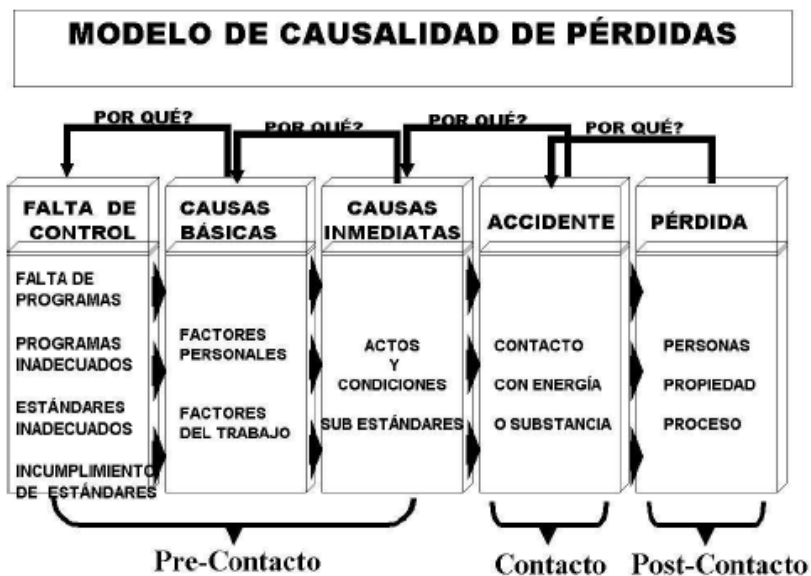 MODELO DE CAUSALIDAD DE PÉRDIDAS
POR QUÉ?
POR QUÉ?
POR QUÉ?
POR QUÉ?
FALTA DE
CONTROL
FALTA DE
PROGRAMAS
PROGRAMAS
INADECUADOS
ESTÁNDARES
INADECUADOS
INCUMPLIMIENTO
DE ESTÁNDARES
CAUSAS
BÁSICAS
FACTORES
PERSONALES
FACTORES
DEL TRABAJO
CAUSAS
INMEDIATAS
ACTOS
Y
CONDICIONES
SUB ESTÁNDARES
ACCIDENTE
CONTACTO
CON ENERGÍA
O SUBSTANCIA
PÉRDIDA
PERSONAS
PROPIEDAD
PROCESO
Pre-Contacto
Contacto
Post-Contacto